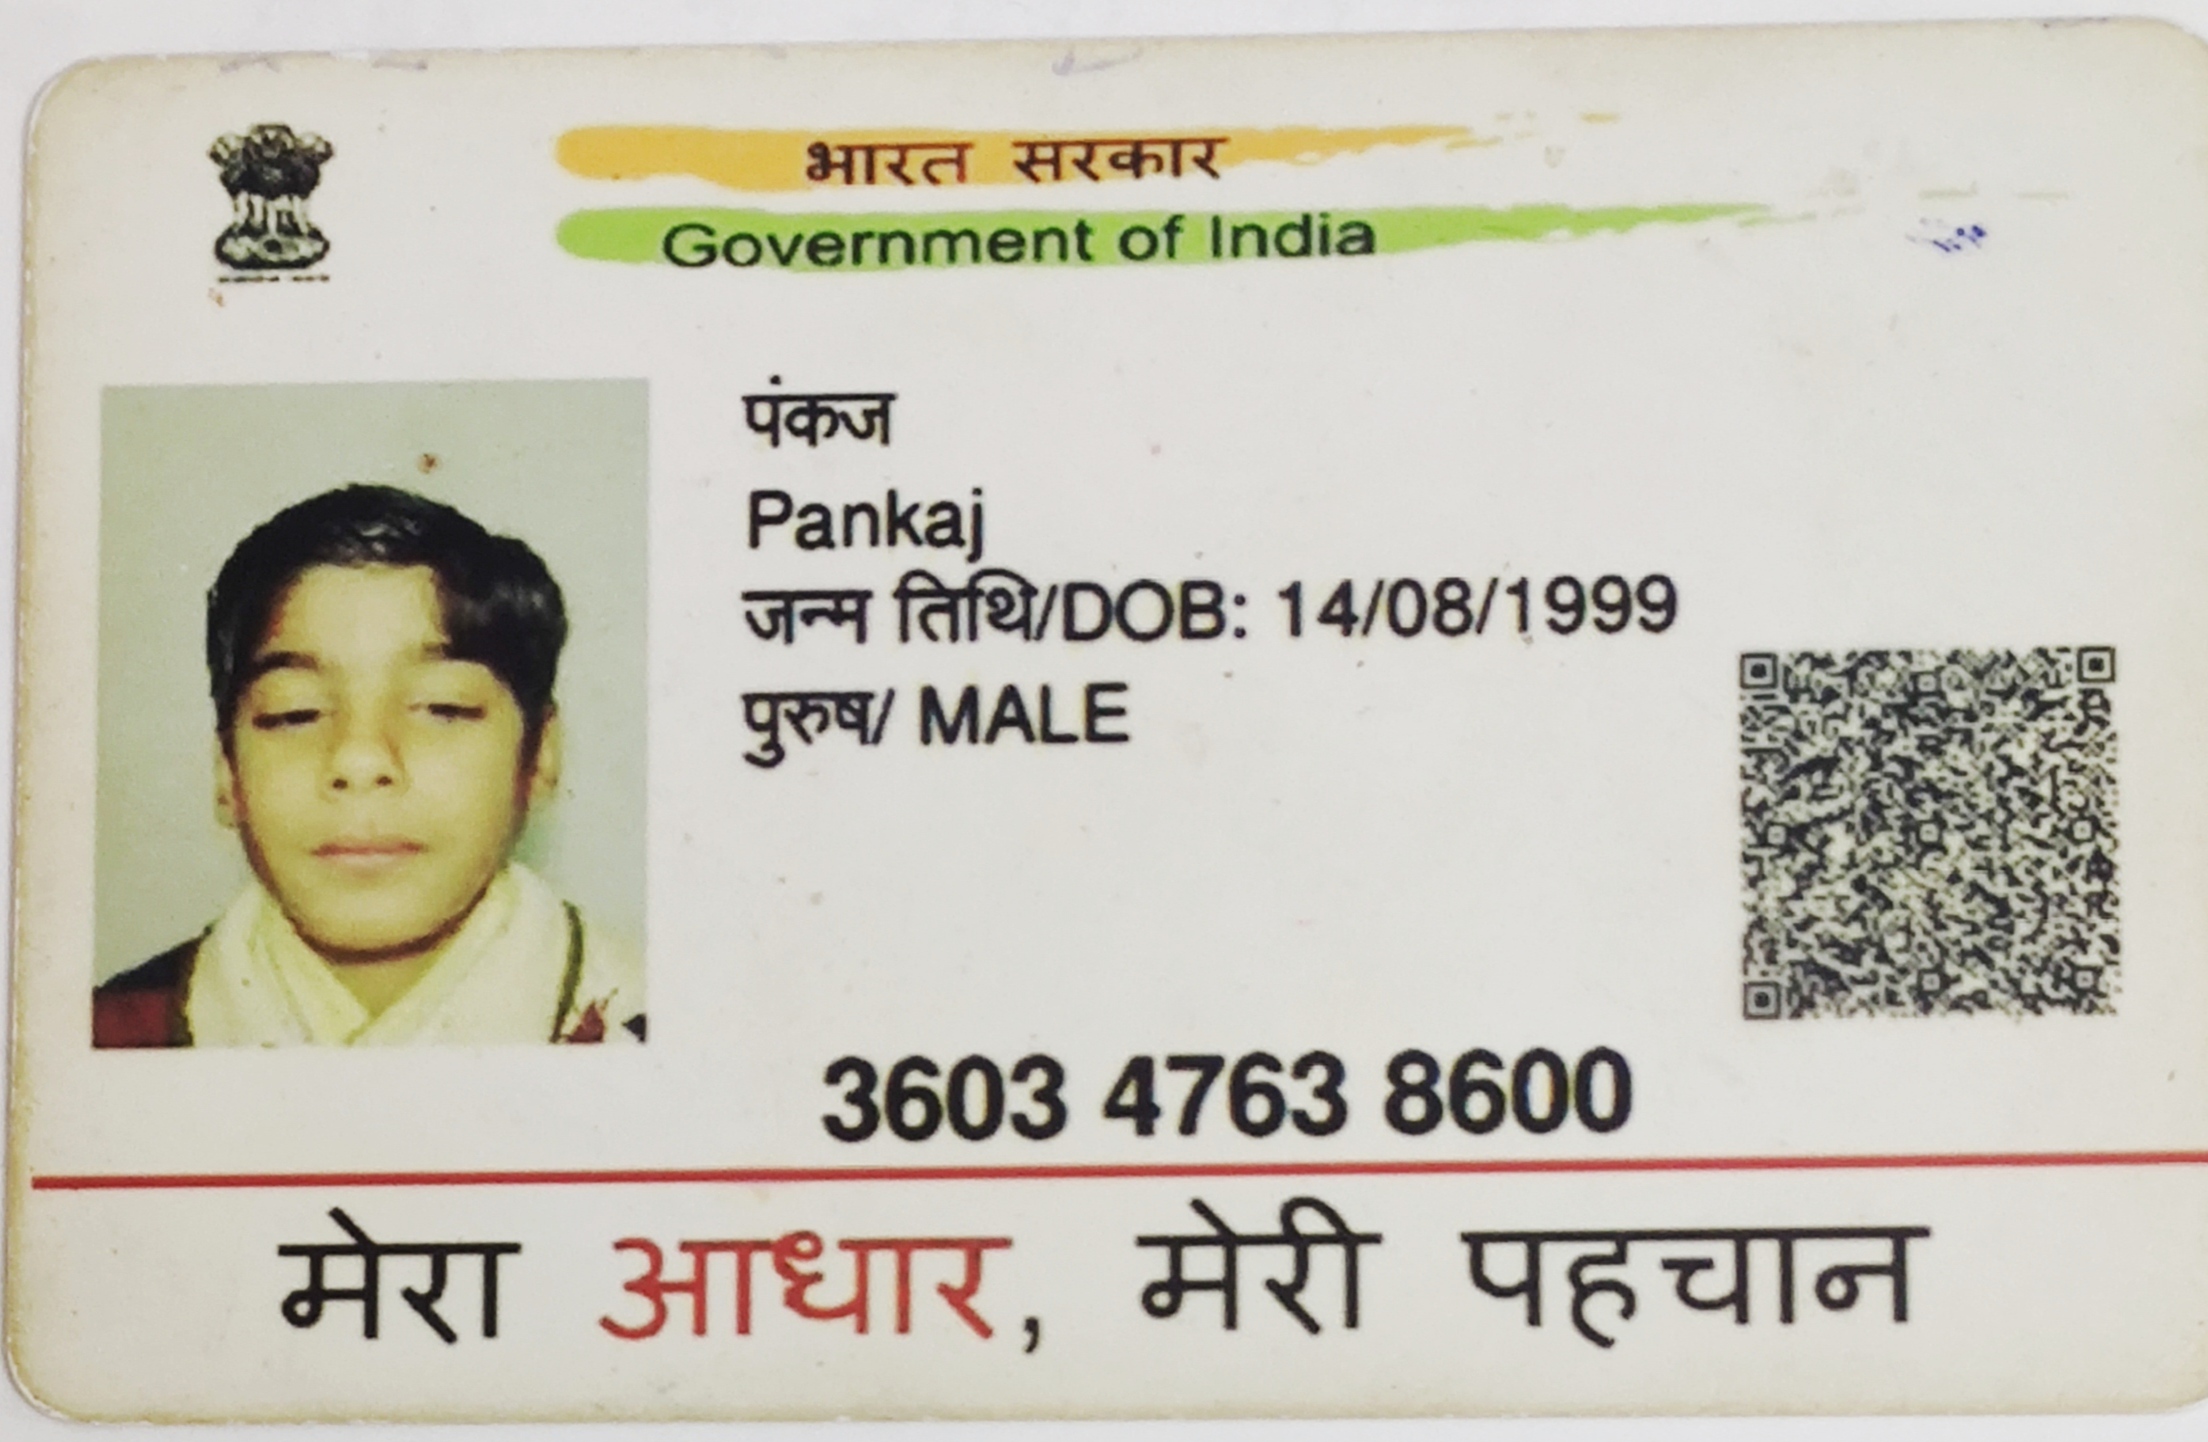 भारत सरकार
Government of India
पंकज
Pankaj
जन्म तिथि/DOB: 14/08/1999
पुरुष/ MALE
3603 4763 8600
मेरा आधार, मेरी पहचान